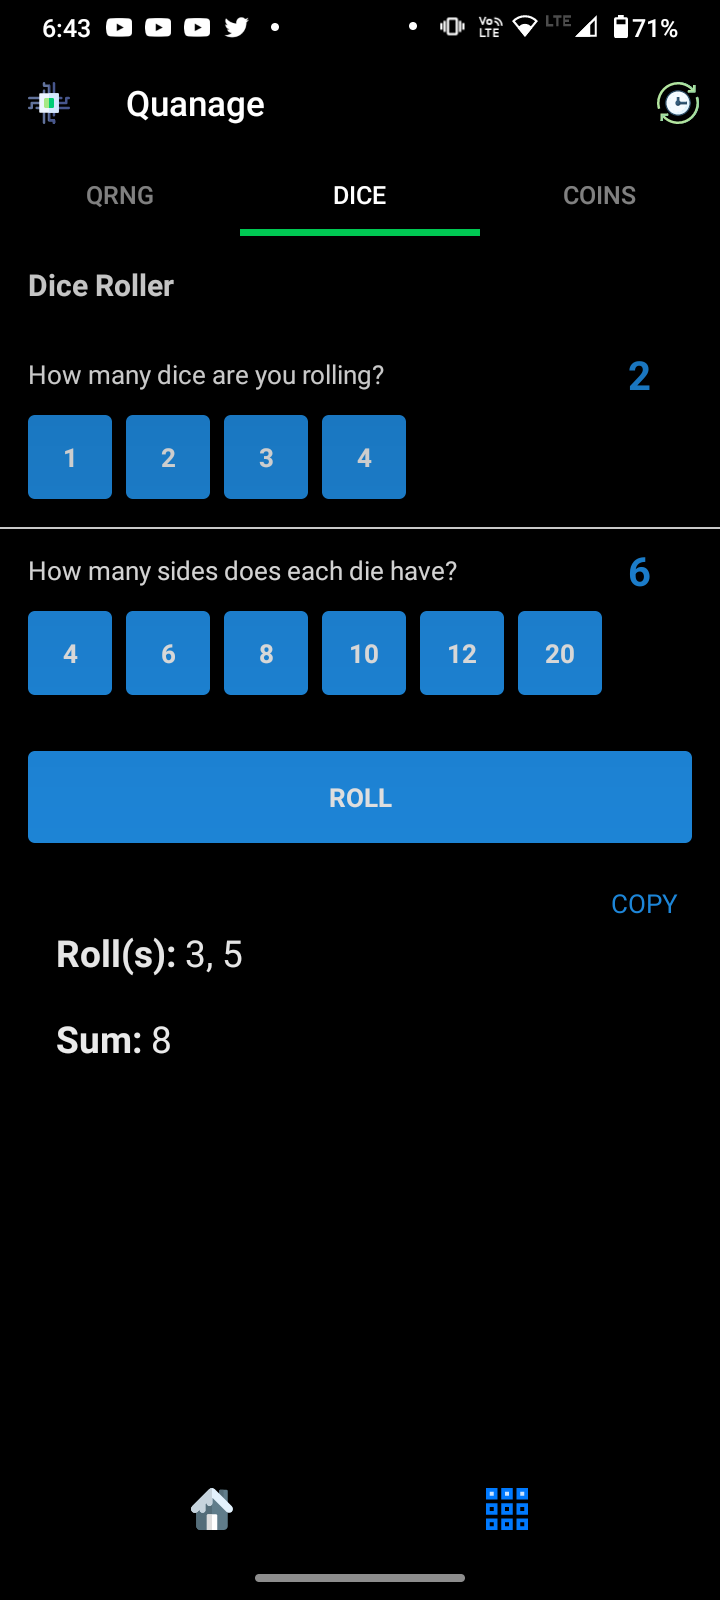 6:43 VoLTE LTE 71%
Quanage
QRNG DICE COINS
Dice Roller
How many dice are you rolling? 2
1 2 3 4
How many sides does each die have? 6
4 6 8 10 12 20
ROLL
COPY
Roll(s): 3, 5
Sum: 8